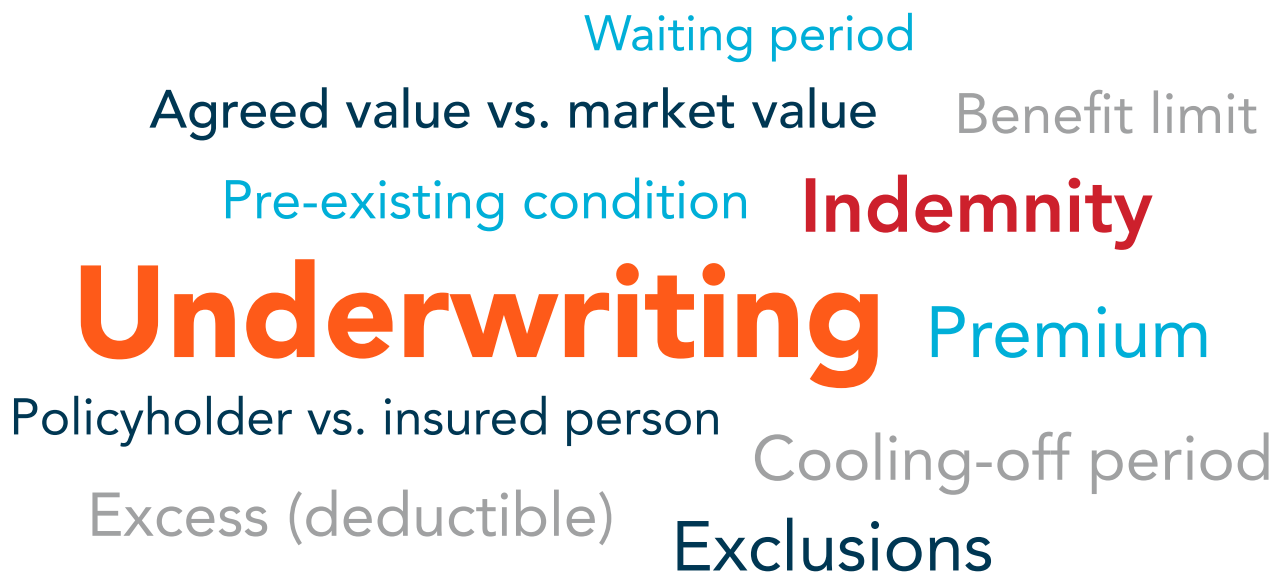 Waiting period
Agreed value vs. market value
Benefit limit
Pre-existing condition
Indemnity
Underwriting
Premium
Policyholder vs. insured person
Cooling-off period
Excess (deductible)
Exclusions